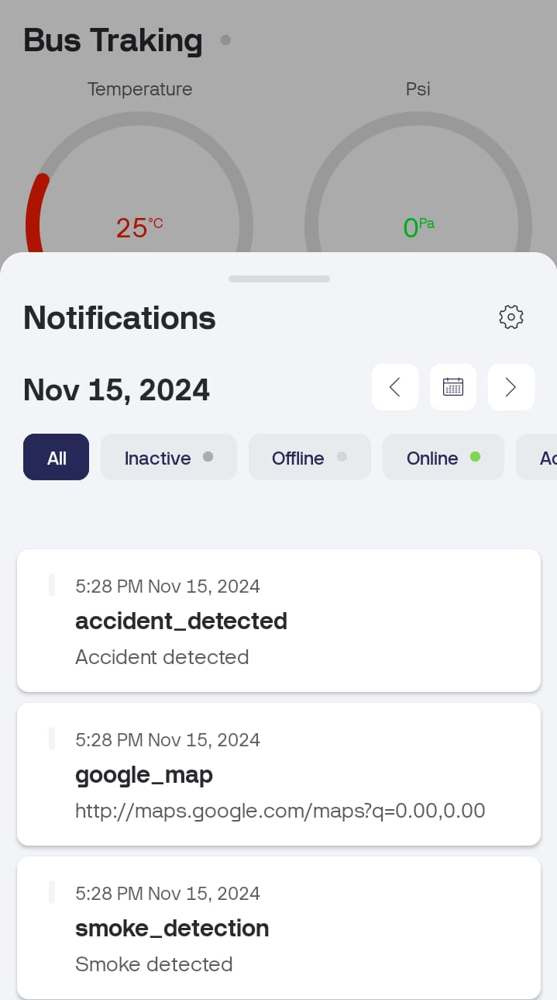 Bus Traking
Temperature Psi
25°C 0Pa
Notifications
Nov 15, 2024
All Inactive Offline Online
5:28 PM Nov 15, 2024
accident_detected
Accident detected
5:28 PM Nov 15, 2024
google_map
http://maps.google.com/maps?q=0.00,0.00
5:28 PM Nov 15, 2024
smoke_detection
Smoke detected